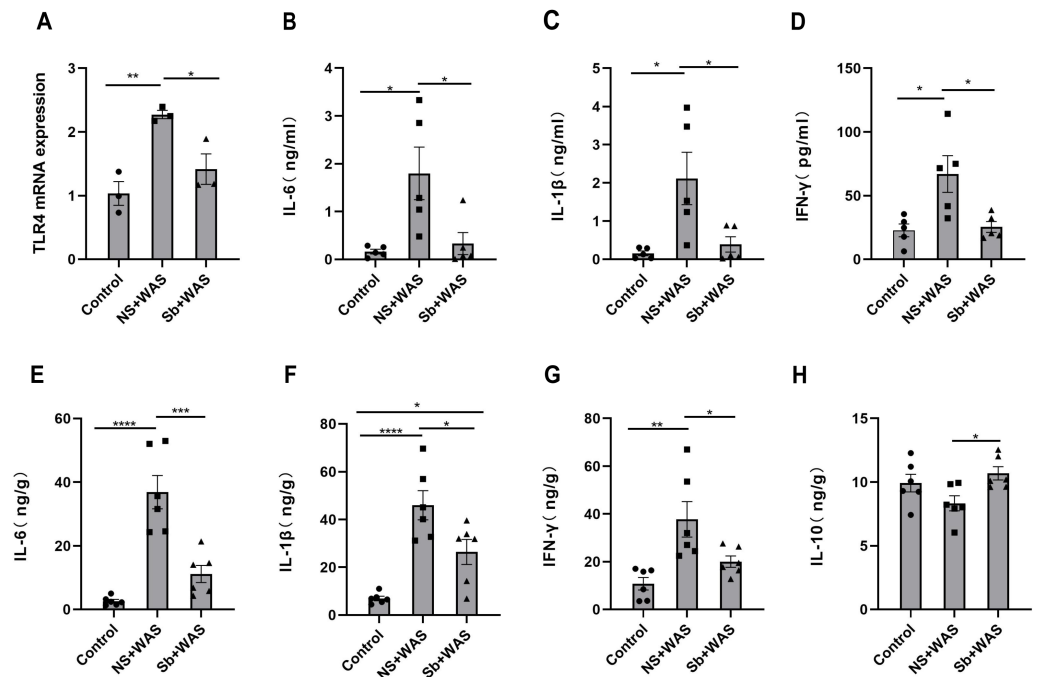 A
TLR4 mRNA expression
3
2
1
0
**
*
Control
NS+WAS
Sb+WAS
B
IL-6( ng/ml)
4
3
2
1
0
*
*
Control
NS+WAS
Sb+WAS
C
IL-1β( ng/ml)
5
4
3
2
1
0
*
*
Control
NS+WAS
Sb+WAS
D
IFN-γ( pg/ml)
150
100
50
0
*
*
Control
NS+WAS
Sb+WAS
E
IL-6( ng/g)
60
40
20
0
****
***
Control
NS+WAS
Sb+WAS
F
IL-1β( ng/g)
80
60
40
20
0
*
****
*
Control
NS+WAS
Sb+WAS
G
IFN-γ( ng/g)
80
60
40
20
0
**
*
Control
NS+WAS
Sb+WAS
H
IL-10( ng/g)
15
10
5
0
*
Control
NS+WAS
Sb+WAS